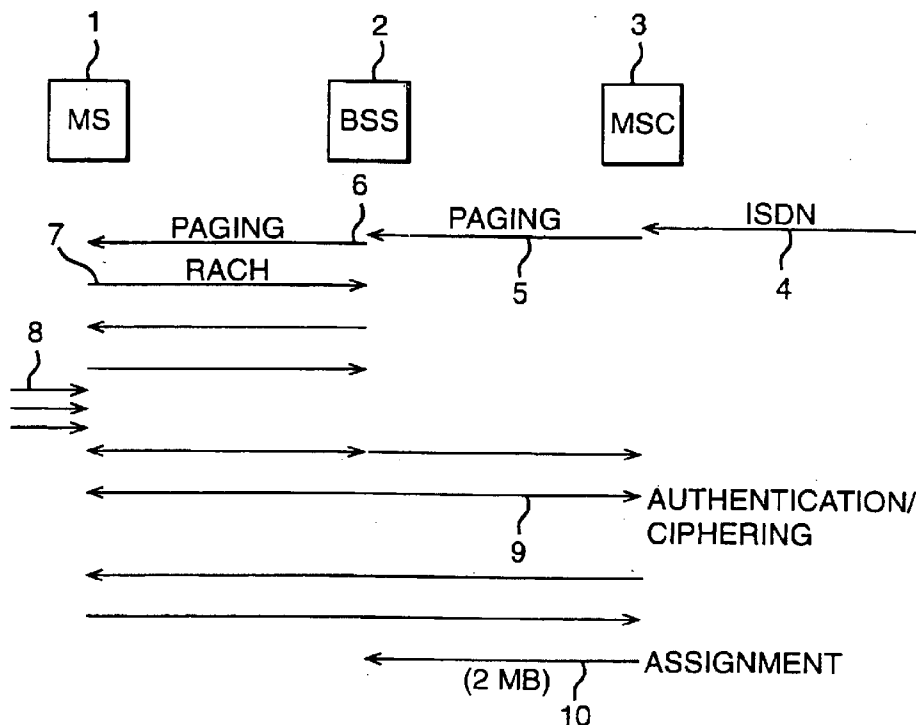 1
2
3
MS
BSS
MSC
6
PAGING
PAGING
ISDN
7
RACH
5
4
8
AUTHENTICATION/
CIPHERING
9
ASSIGNMENT
(2 MB)
10